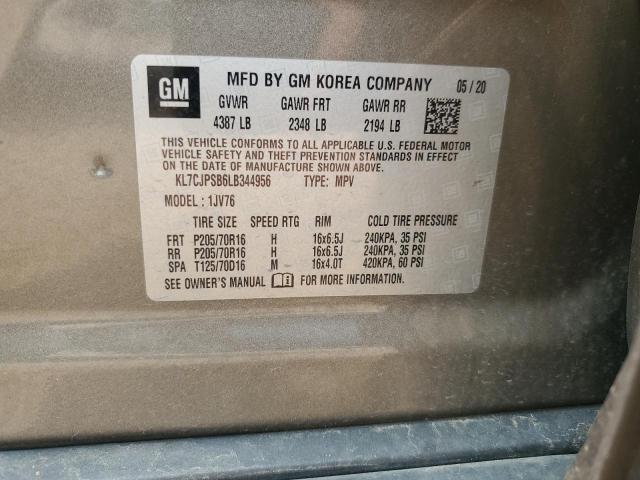 GM MFD BY GM KOREA COMPANY 05/20
GVWR GAWR FRT GAWR RR
4387 LB 2348 LB 2194 LB
THIS VEHICLE CONFORMS TO ALL APPLICABLE U.S. FEDERAL MOTOR
VEHICLE SAFETY AND THEFT PREVENTION STANDARDS IN EFFECT ON
THE DATE OF MANUFACTURE SHOWN ABOVE.
KL7CJPSB6LB344956 TYPE: MPV
MODEL: 1JV76
TIRE SIZE SPEED RTG RIM COLD TIRE PRESSURE
FRT P205/70R16 H 16x6.5J 240KPA, 35 PSI
RR P205/70R16 H 16x6.5J 240KPA, 35 PSI
SPA T125/70D16 M 16x4.0T 420KPA, 60 PSI
SEE OWNER'S MANUAL FOR MORE INFORMATION.